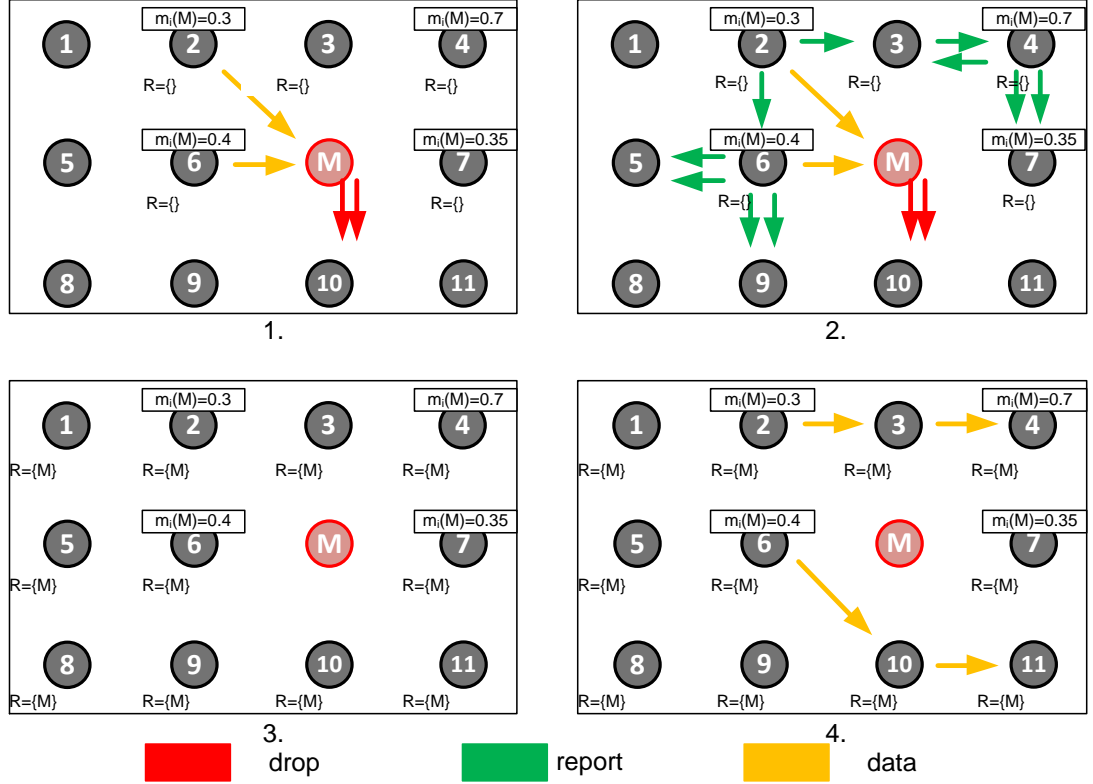 mᵢ(M)=0.3 mᵢ(M)=0.7
1 2 3 4
R={} R={} R={}
mᵢ(M)=0.4 mᵢ(M)=0.35
5 6 M 7
R={} R={}
8 9 10 11
1.
mᵢ(M)=0.3 mᵢ(M)=0.7
1 2 3 4
R={} R={} R={}
mᵢ(M)=0.4 mᵢ(M)=0.35
5 6 M 7
R={} R={}
8 9 10 11
2.
mᵢ(M)=0.3 mᵢ(M)=0.7
1 2 3 4
R={M} R={M} R={M} R={M}
mᵢ(M)=0.4 mᵢ(M)=0.35
5 6 M 7
R={M} R={M} R={M}
8 9 10 11
R={M} R={M} R={M} R={M}
3.
mᵢ(M)=0.3 mᵢ(M)=0.7
1 2 3 4
R={M} R={M} R={M} R={M}
mᵢ(M)=0.4 mᵢ(M)=0.35
5 6 M 7
R={M} R={M} R={M}
8 9 10 11
R={M} R={M} R={M} R={M}
4.
drop report data